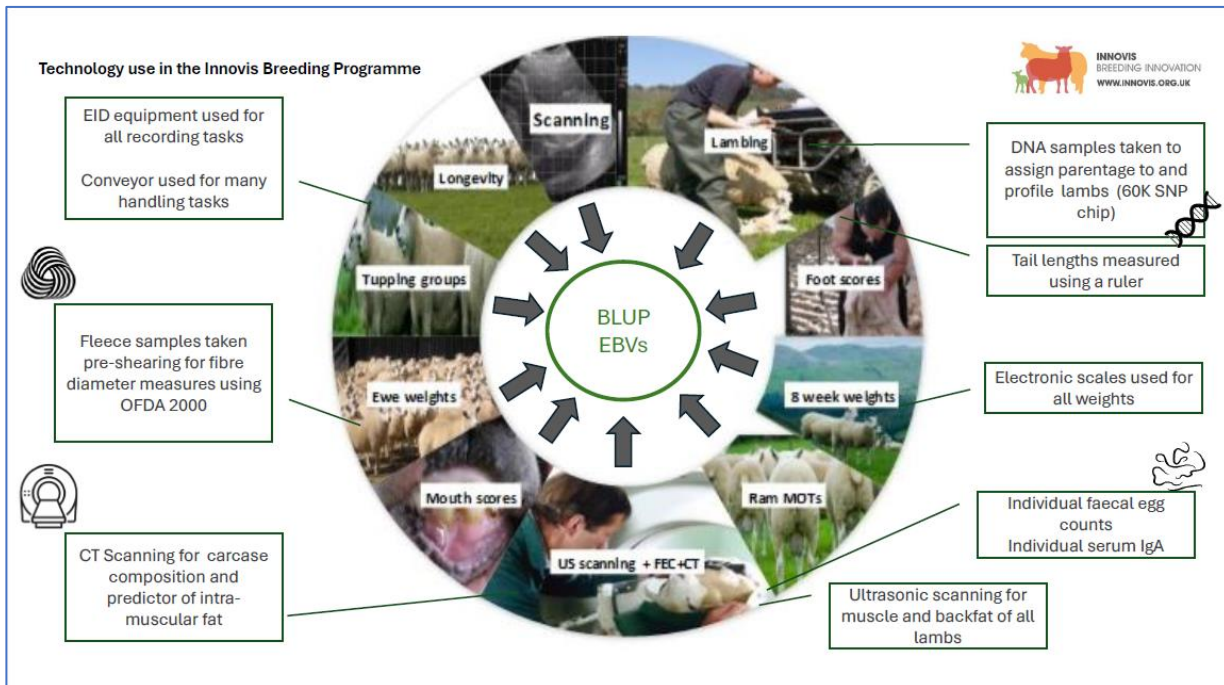 Technology use in the Innovis Breeding Programme
INNOVIS
BREEDING INNOVATION
WWW.INNOVIS.ORG.UK
EID equipment used for
all recording tasks
Conveyor used for many
handling tasks
Fleece samples taken
pre-shearing for fibre
diameter measures using
OFDA 2000
CT Scanning for carcase
composition and
predictor of intra-
muscular fat
Scanning
Lambing
Longevity
Foot scores
Tupping groups
BLUP
EBVs
Ewe weights
8 week weights
Mouth scores
Ram MOTs
US scanning + FEC+CT
DNA samples taken to
assign parentage to and
profile lambs (60K SNP
chip)
Tail lengths measured
using a ruler
Electronic scales used for
all weights
Individual faecal egg
counts
Individual serum IgA
Ultrasonic scanning for
muscle and backfat of all
lambs